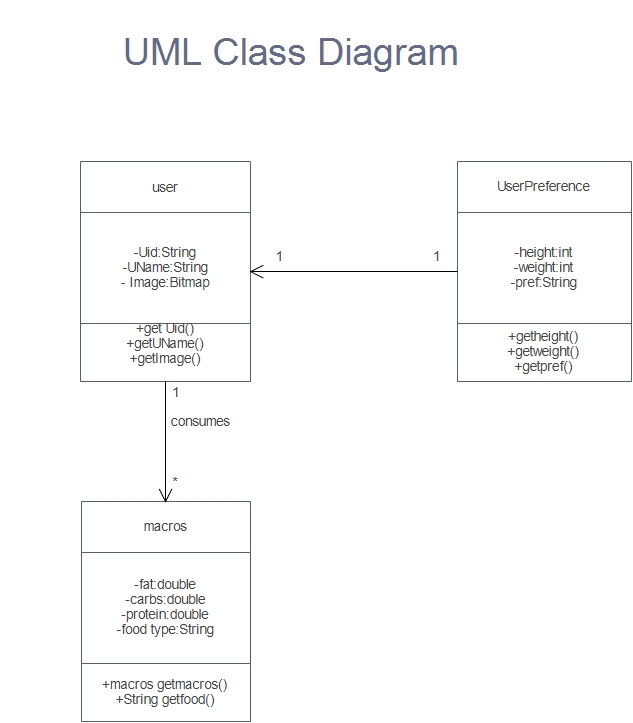 UML Class Diagram
user
-Uid:String
-UName:String
- Image:Bitmap
+get Uid()
+getUName()
+getImage()
1
1
UserPreference
-height:int
-weight:int
-pref:String
+getheight()
+getweight()
+getpref()
1
consumes
*
macros
-fat:double
-carbs:double
-protein:double
-food type:String
+macros getmacros()
+String getfood()